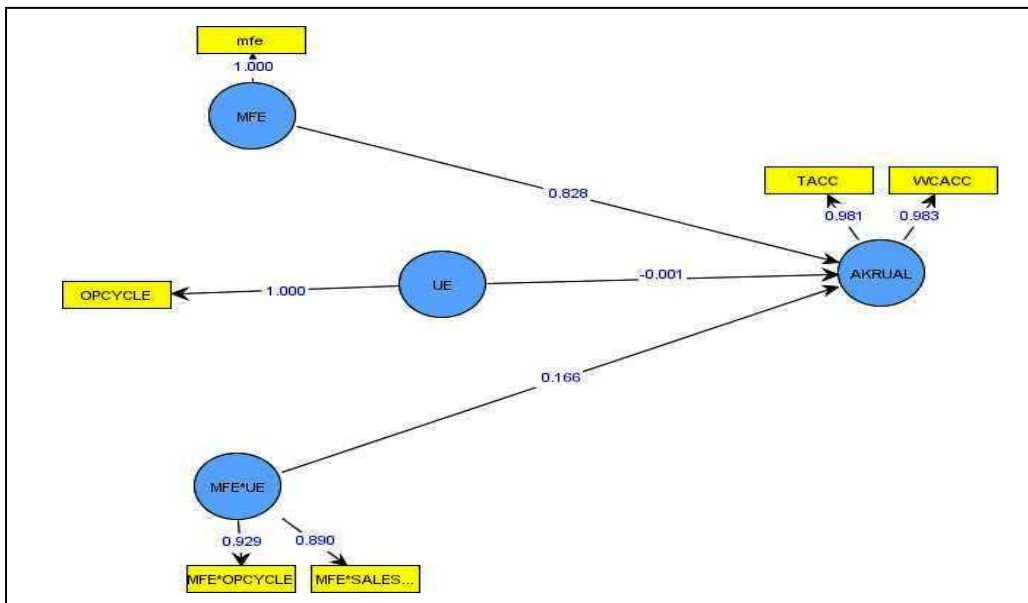 mfe
1.000
MFE
0.828
TACC
WCACC
0.981
0.983
AKRUAL
OPCYCLE
1.000
UE
-0.001
0.166
MFE*UE
0.929
0.890
MFE*OPCYCLE
MFE*SALES...